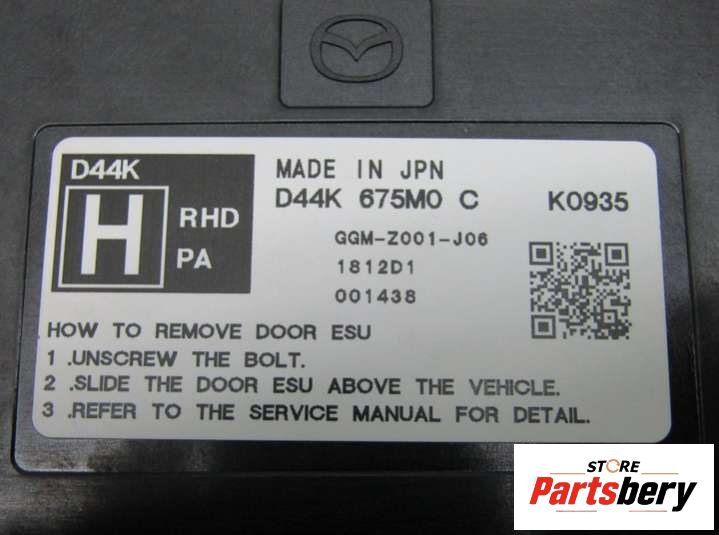 D44K
H RHD
PA
MADE IN JPN
D44K 675M0 C K0935
GGM-Z001-J06
1812D1
001438
HOW TO REMOVE DOOR ESU
1 .UNSCREW THE BOLT.
2 .SLIDE THE DOOR ESU ABOVE THE VEHICLE.
3 .REFER TO THE SERVICE MANUAL FOR DETAIL.
STORE
Partsbery